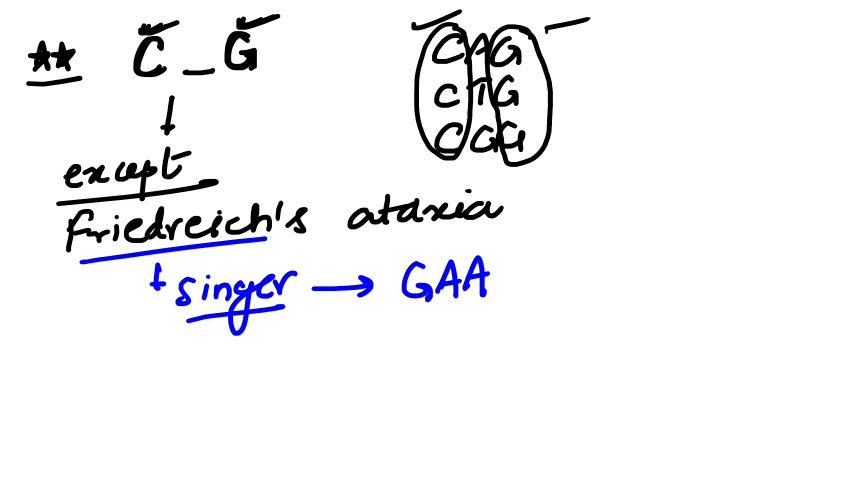 ** C _ G
CAG
CTG
CGG
except
Friedreich's ataxia
singer → GAA